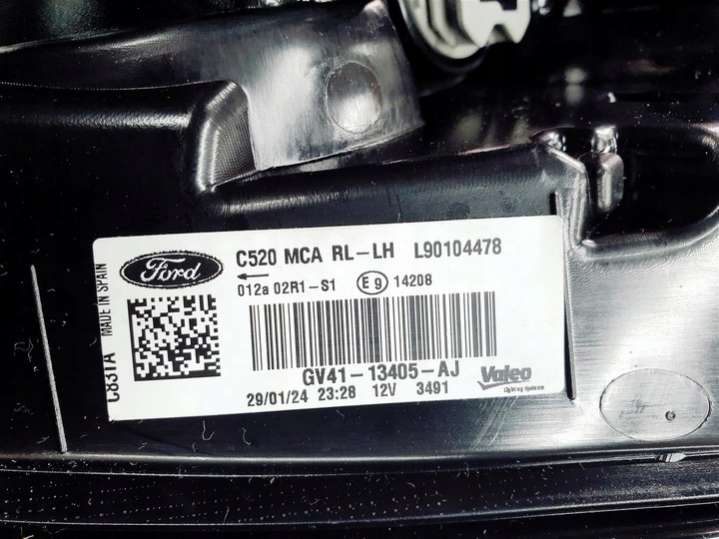 Ford
C520 MCA RL-LH L90104478
012a 02R1-S1 E9 14208
GV41-13405-AJ
29/01/24 23:28 12V 3491
Valeo
MADE IN SPAIN